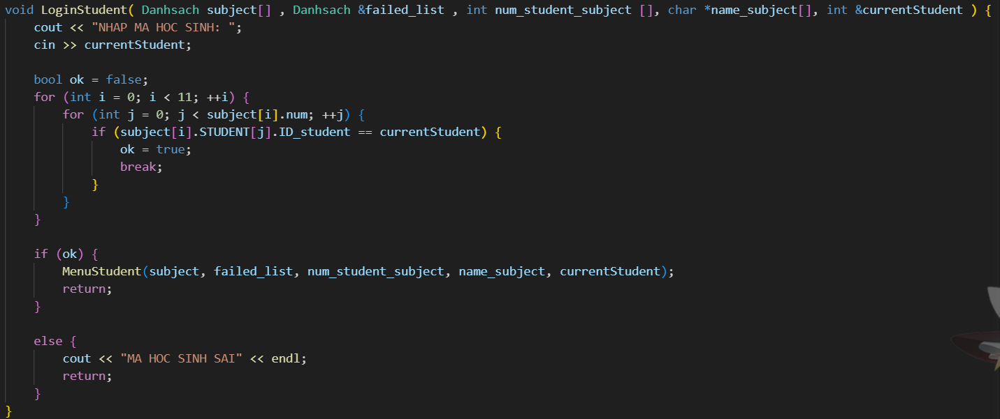 void LoginStudent( Danhsach subject[] , Danhsach &failed_list , int num_student_subject [], char *name_subject[], int &currentStudent ) {
    cout << "NHAP MA HOC SINH: ";
    cin >> currentStudent;

    bool ok = false;
    for (int i = 0; i < 11; ++i) {
        for (int j = 0; j < subject[i].num; ++j) {
            if (subject[i].STUDENT[j].ID_student == currentStudent) {
                ok = true;
                break;
            }
        }
    }

    if (ok) {
        MenuStudent(subject, failed_list, num_student_subject, name_subject, currentStudent);
        return;
    }

    else {
        cout << "MA HOC SINH SAI" << endl;
        return;
    }
}